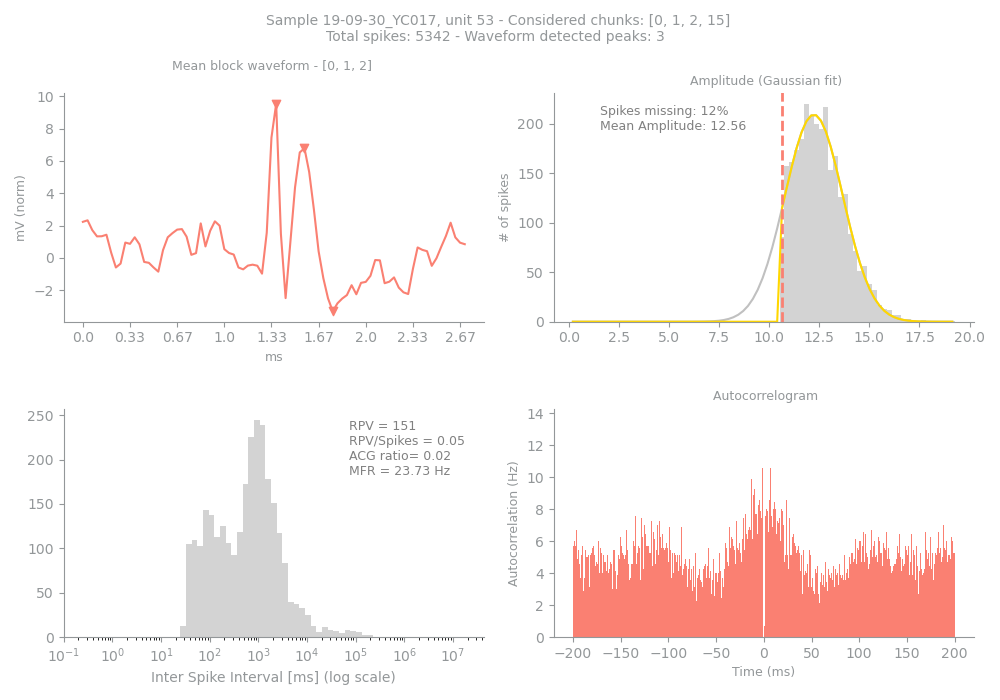 Sample 19-09-30_YC017, unit 53 - Considered chunks: [0, 1, 2, 15]
Total spikes: 5342 - Waveform detected peaks: 3
Mean block waveform - [0, 1, 2]
10
8
6
4
2
0
−2
mV (norm)
0.0 0.33 0.67 1.0 1.33 1.67 2.0 2.33 2.67
ms
Amplitude (Gaussian fit)
Spikes missing: 12%
Mean Amplitude: 12.56
200
150
100
50
0
# of spikes
0.0 2.5 5.0 7.5 10.0 12.5 15.0 17.5 20.0
250
200
150
100
50
0
RPV = 151
RPV/Spikes = 0.05
ACG ratio= 0.02
MFR = 23.73 Hz
10⁻¹ 10⁰ 10¹ 10² 10³ 10⁴ 10⁵ 10⁶ 10⁷
Inter Spike Interval [ms] (log scale)
Autocorrelogram
14
12
10
8
6
4
2
0
Autocorrelation (Hz)
−200 −150 −100 −50 0 50 100 150 200
Time (ms)